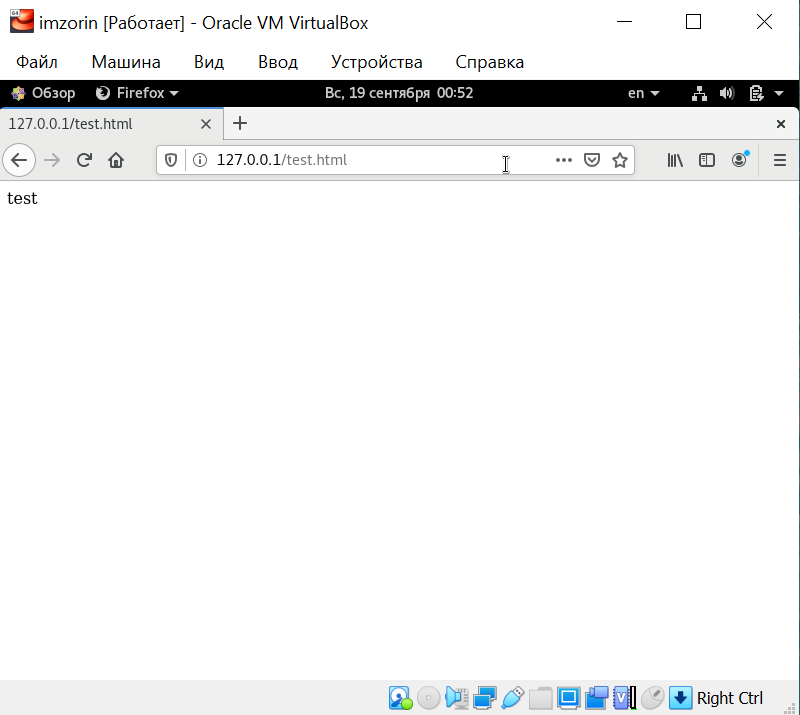 imzorin [Работает] - Oracle VM VirtualBox
Файл Машина Вид Ввод Устройства Справка
Обзор Firefox Вс, 19 сентября 00:52 en
127.0.0.1/test.html
127.0.0.1/test.html
test
Right Ctrl